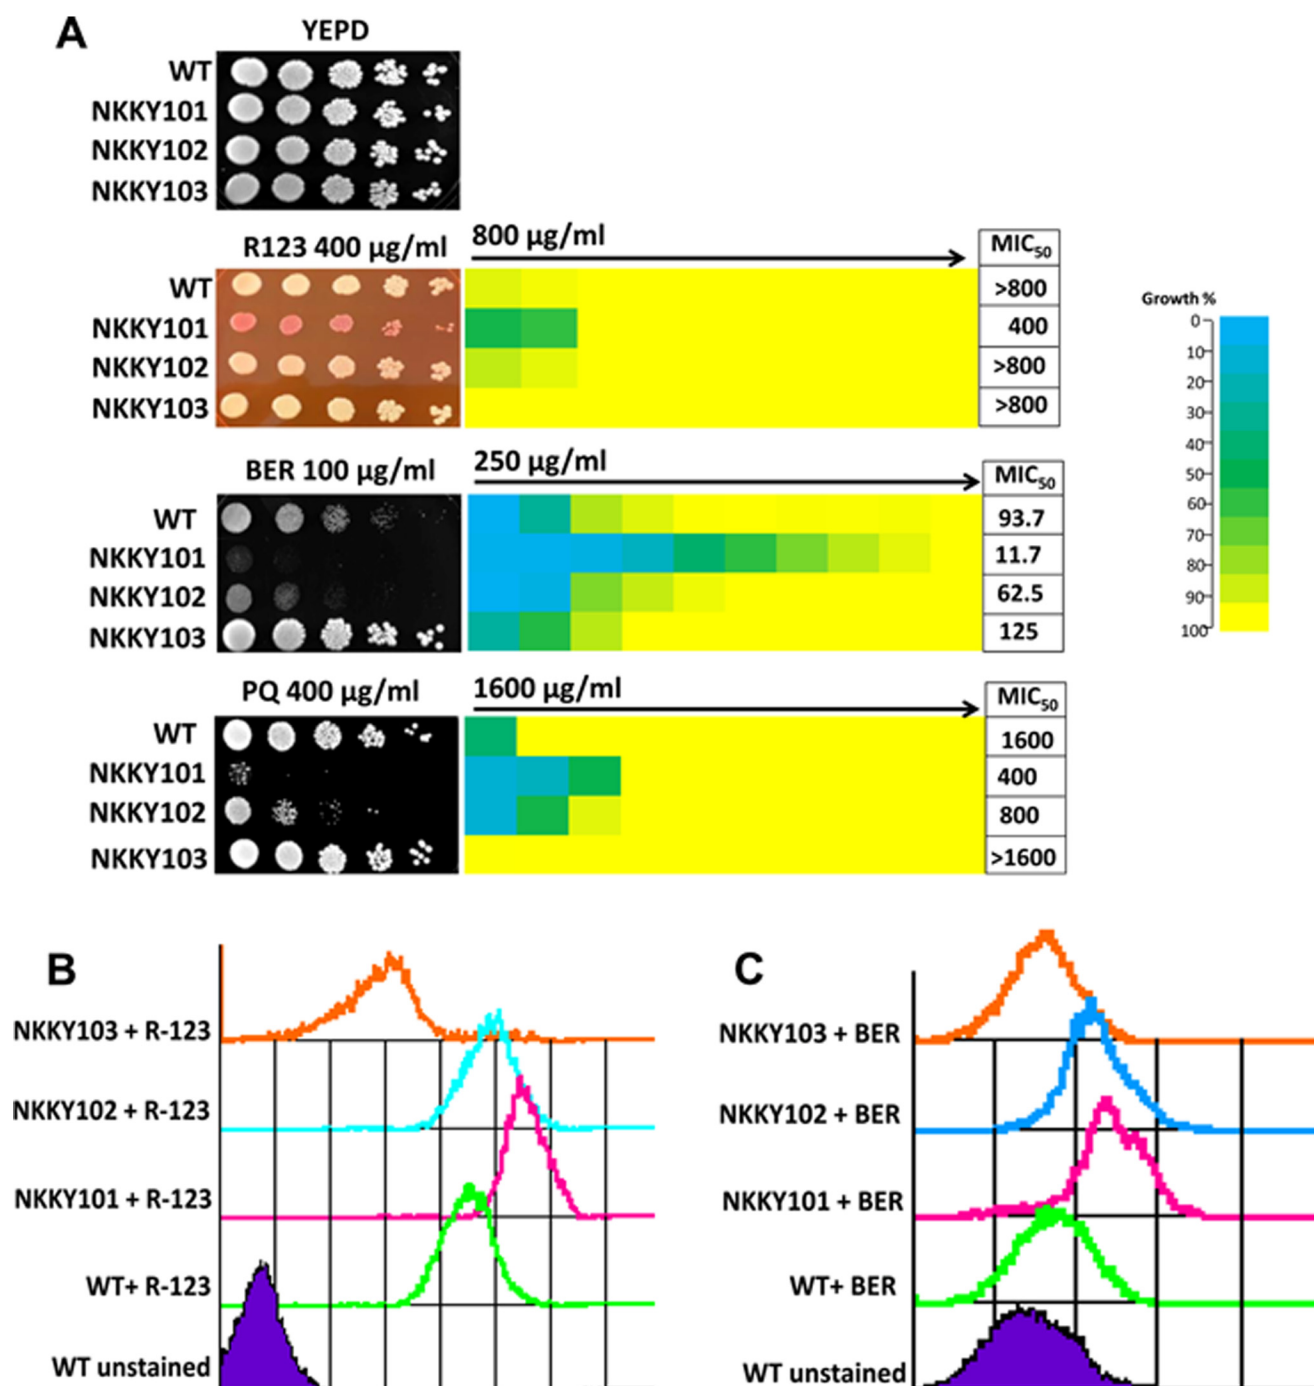 A
YEPD
WT
NKKY101
NKKY102
NKKY103
R123 400 µg/ml
800 µg/ml
MIC50
WT
>800
NKKY101
400
NKKY102
>800
NKKY103
>800
Growth %
0
10
20
30
40
50
60
70
80
90
100
BER 100 µg/ml
250 µg/ml
MIC50
WT
93.7
NKKY101
11.7
NKKY102
62.5
NKKY103
125
PQ 400 µg/ml
1600 µg/ml
MIC50
WT
1600
NKKY101
400
NKKY102
800
NKKY103
>1600
B
NKKY103 + R-123
NKKY102 + R-123
NKKY101 + R-123
WT+ R-123
WT unstained
C
NKKY103 + BER
NKKY102 + BER
NKKY101 + BER
WT+ BER
WT unstained